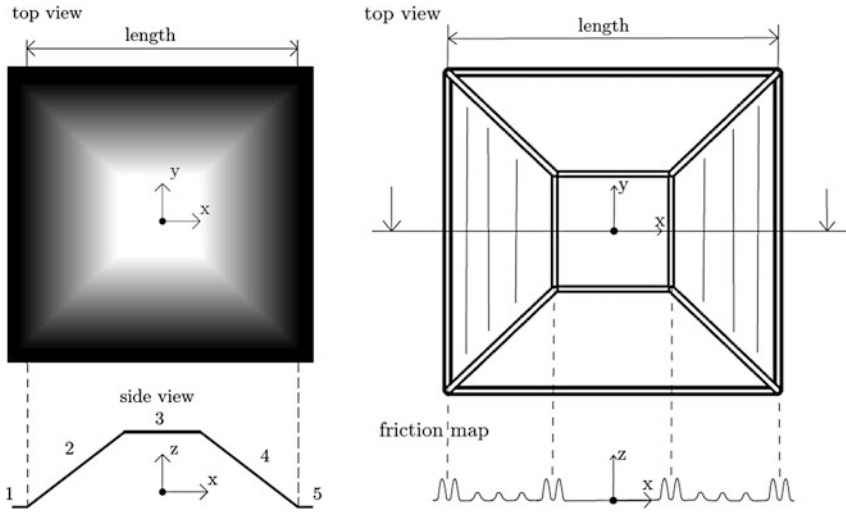 top view
length
y
x
side view
3
2
4
z
x
1
5
top view
length
y
x
friction map
z
x